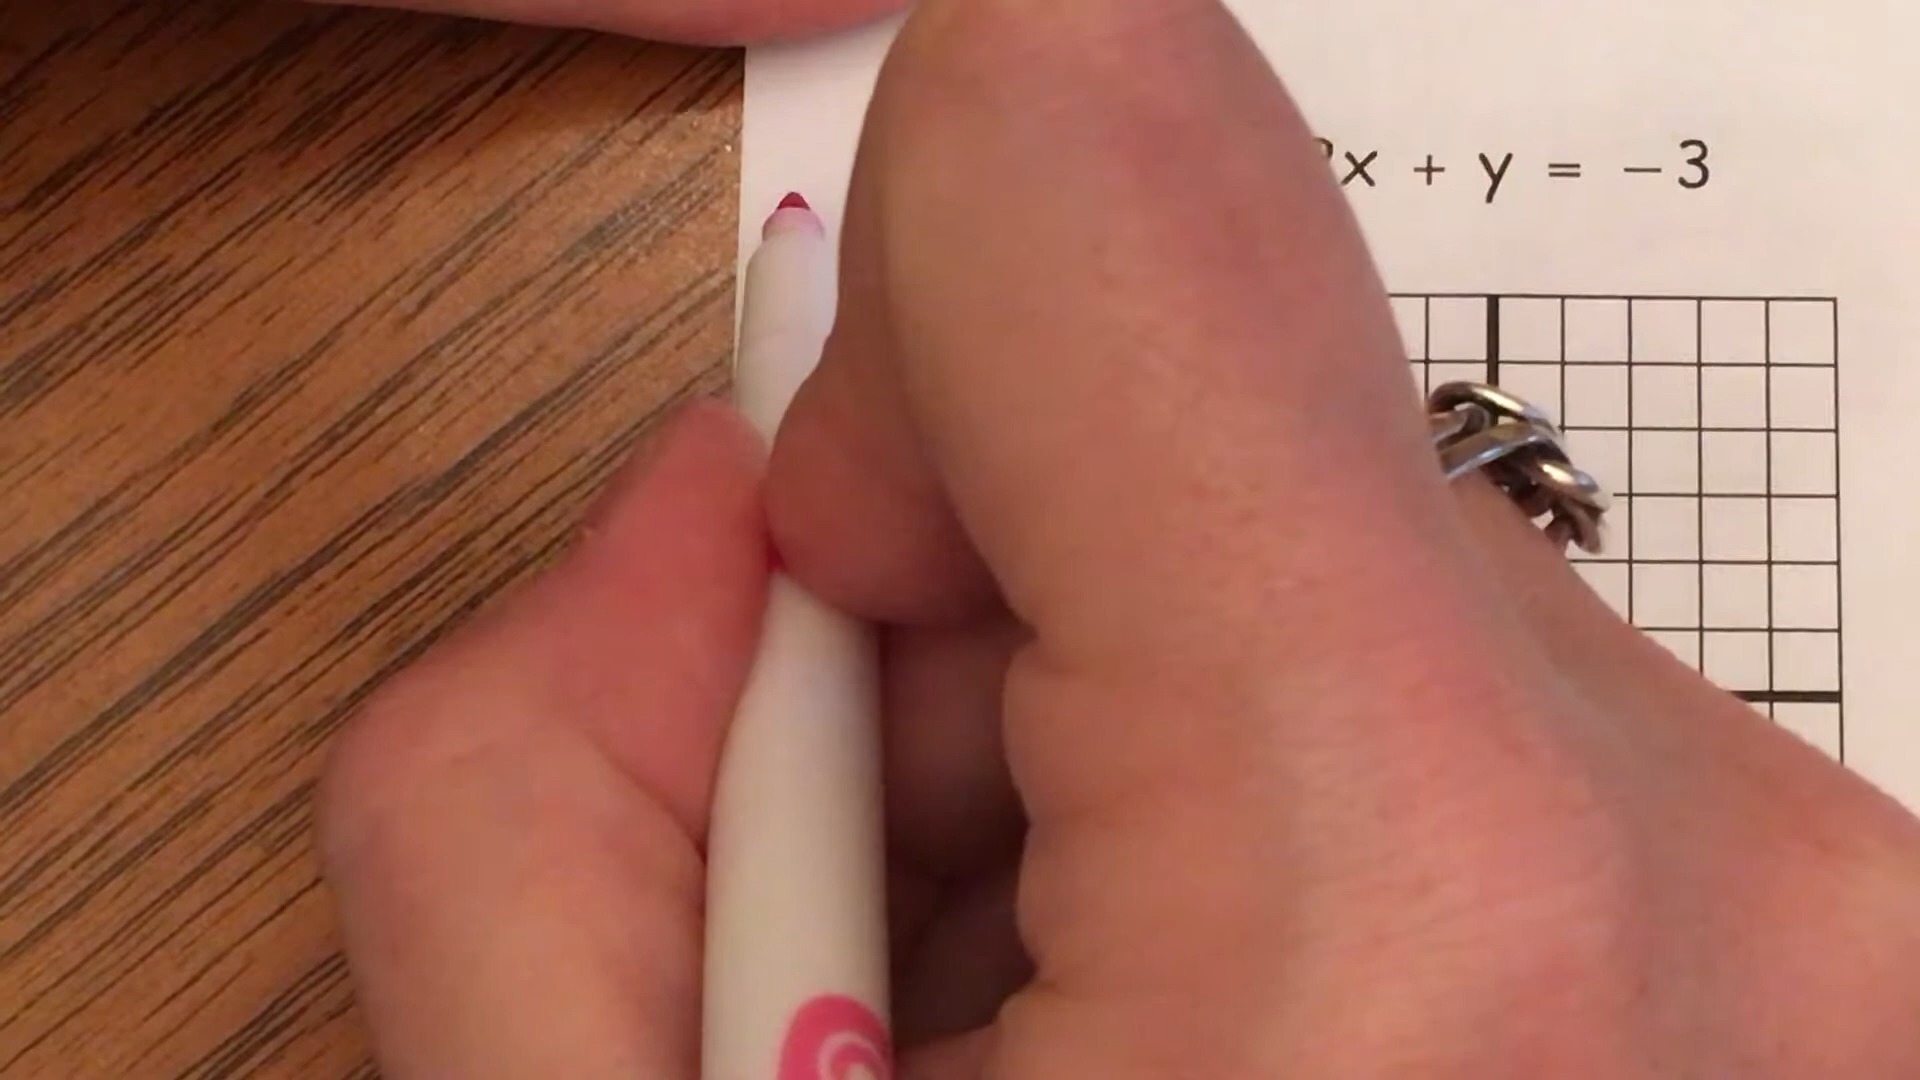 x + y = −3